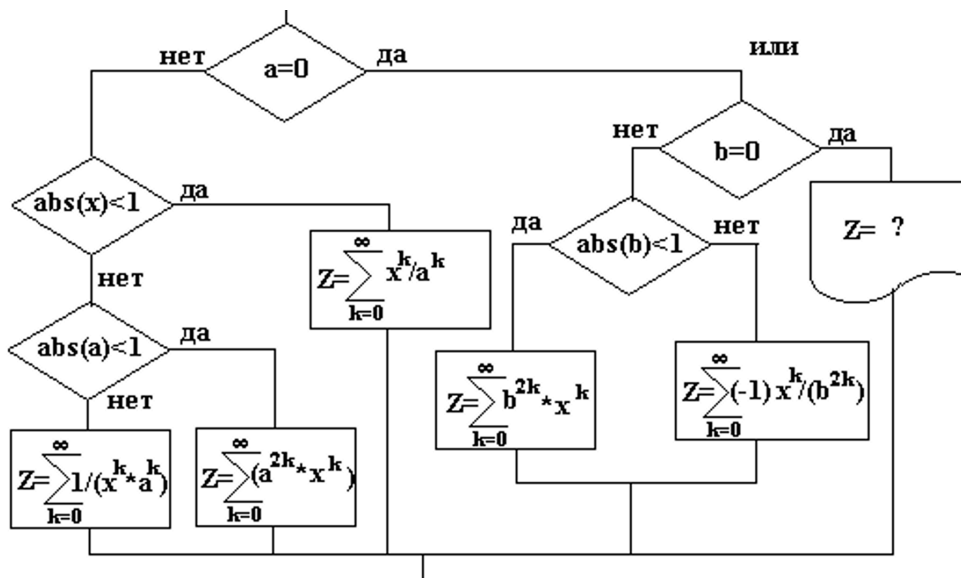 или
нет
a=0
да
нет
b=0
да
abs(x)<1
да
да
abs(b)<1
нет
Z= ?
Z=∑ x^k/a^k
∞
k=0
нет
abs(a)<1
да
нет
Z=∑ b^2k*x^k
∞
k=0
Z=∑ (-1) x^k/(b^2k)
∞
k=0
Z=∑ 1/(x^k*a^k)
∞
k=0
Z=∑ (a^2k*x^k)
∞
k=0